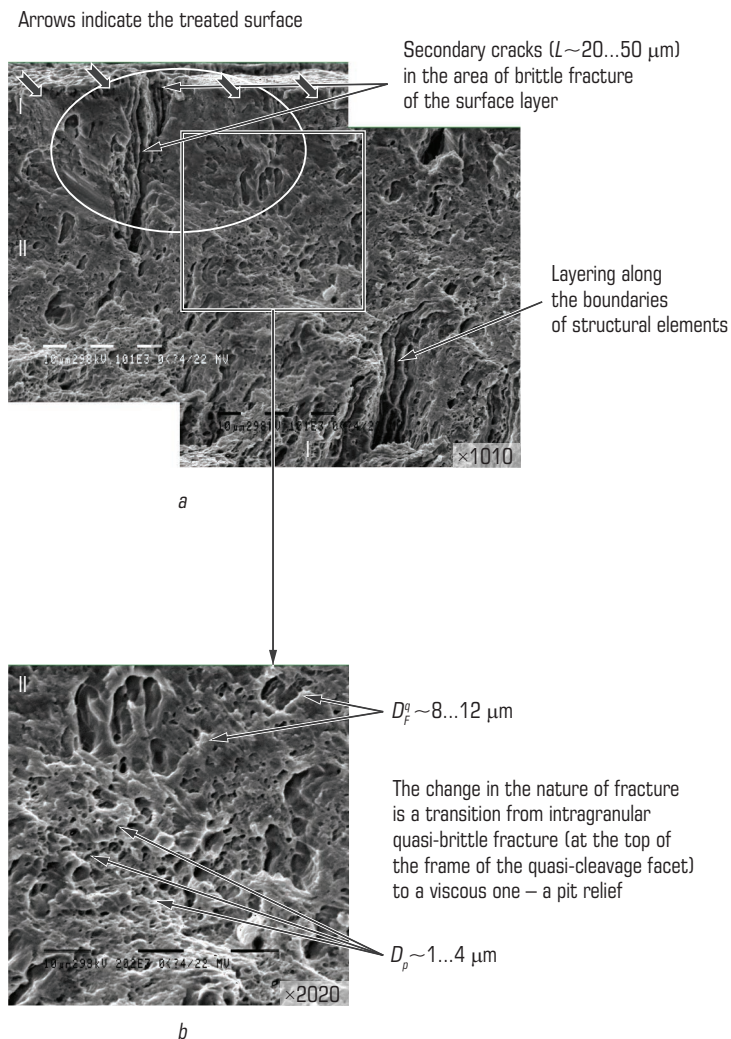 Arrows indicate the treated surface
Secondary cracks (L~20...50 μm)
in the area of brittle fracture
of the surface layer
I
II
Layering along
the boundaries
of structural elements
I
×1010
a
II
D_F^q ~8...12 μm
The change in the nature of fracture
is a transition from intragranular
quasi-brittle fracture (at the top of
the frame of the quasi-cleavage facet)
to a viscous one – a pit relief
D_p ~1...4 μm
×2020
b